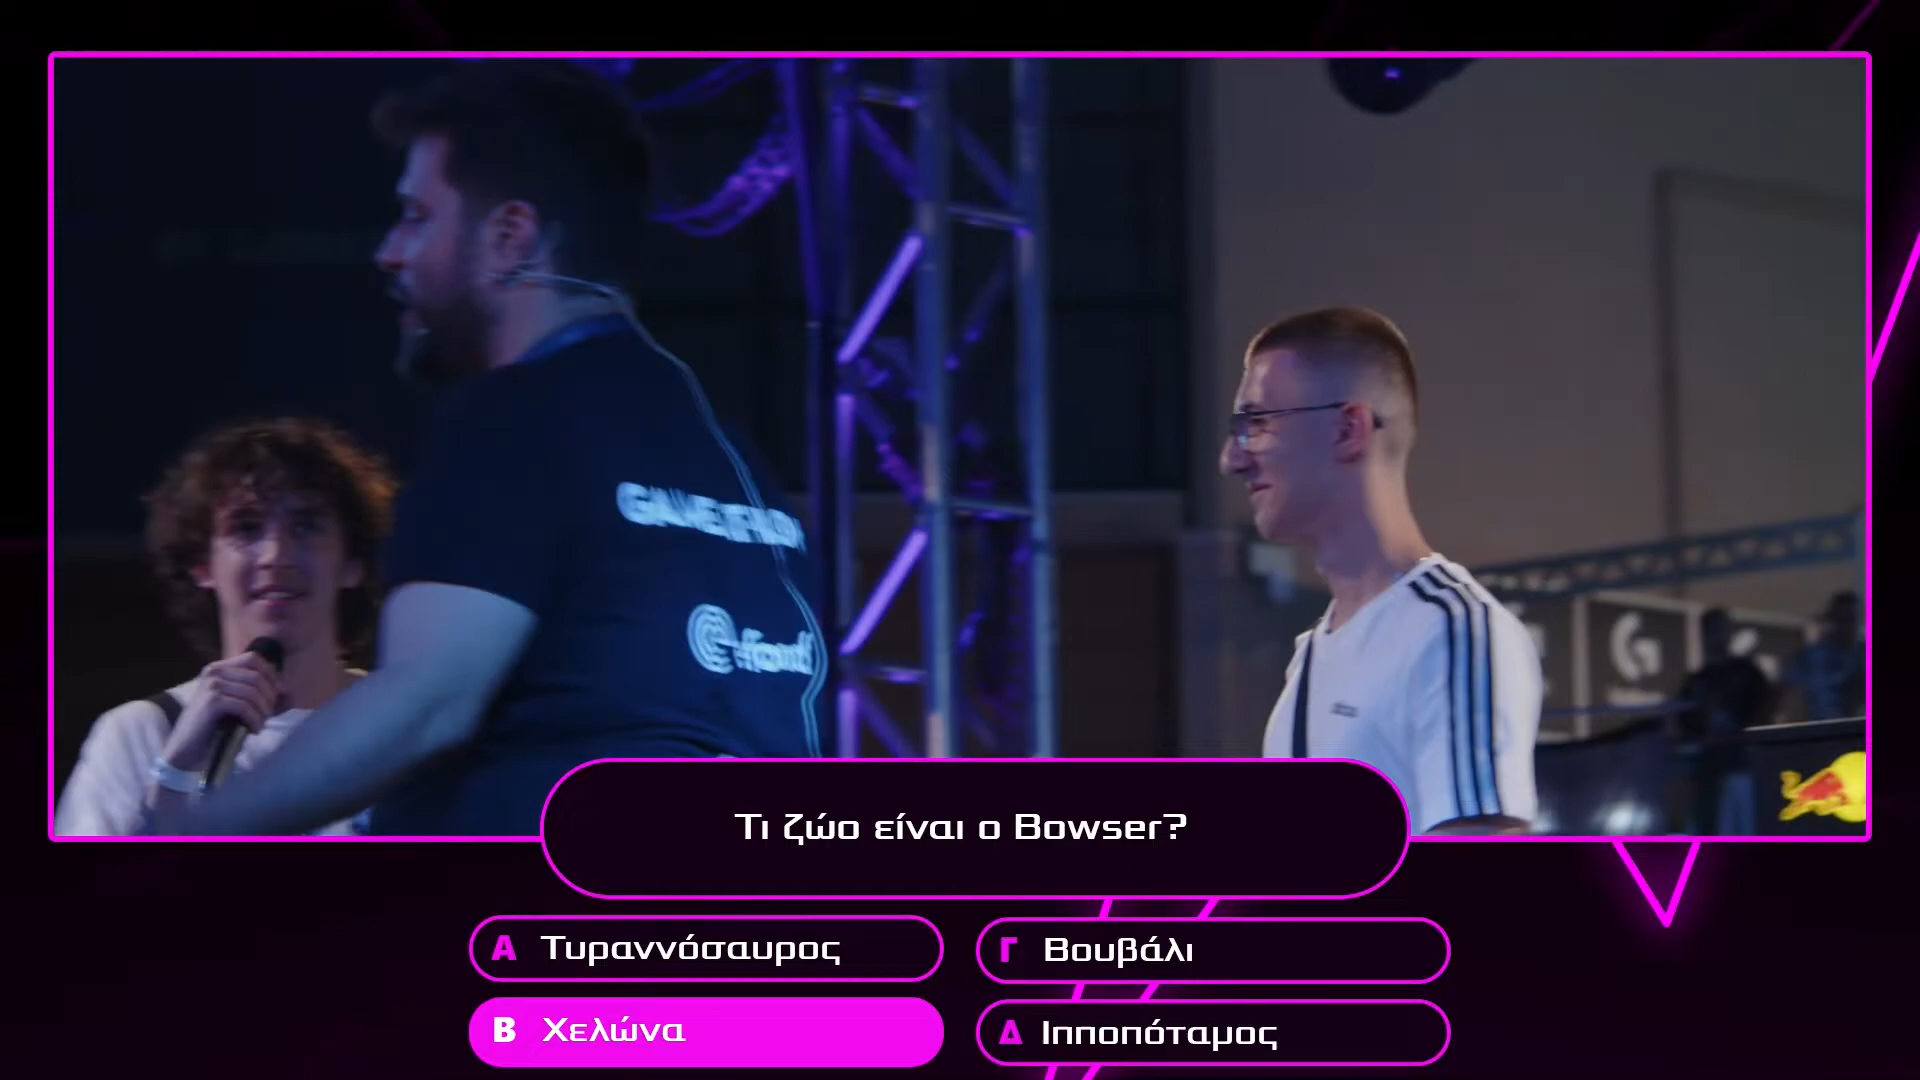 Τι ζώο είναι ο Bowser?
Α Τυραννόσαυρος
Γ Βουβάλι
Β Χελώνα
Δ Ιπποπόταμος